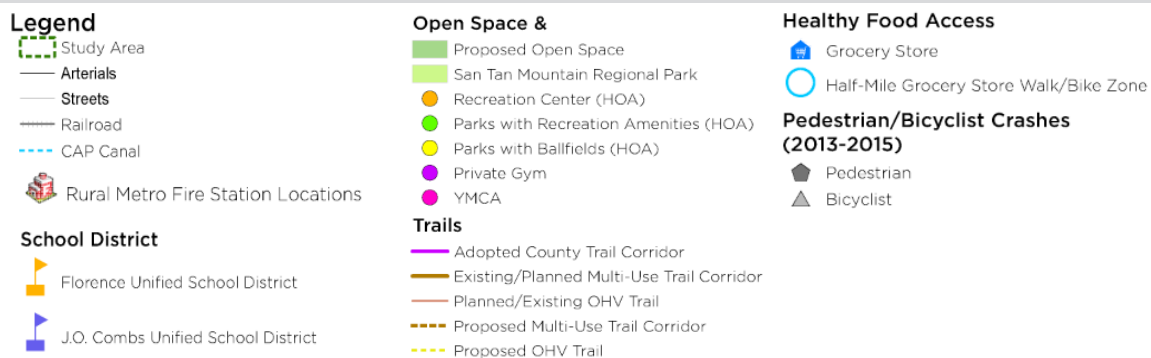 Legend
Study Area
Arterials
Streets
Railroad
CAP Canal
Rural Metro Fire Station Locations
School District
Florence Unified School District
J.O. Combs Unified School District
Open Space &
Proposed Open Space
San Tan Mountain Regional Park
Recreation Center (HOA)
Parks with Recreation Amenities (HOA)
Parks with Ballfields (HOA)
Private Gym
YMCA
Trails
Adopted County Trail Corridor
Existing/Planned Multi-Use Trail Corridor
Planned/Existing OHV Trail
Proposed Multi-Use Trail Corridor
Proposed OHV Trail
Healthy Food Access
Grocery Store
Half-Mile Grocery Store Walk/Bike Zone
Pedestrian/Bicyclist Crashes
(2013-2015)
Pedestrian
Bicyclist